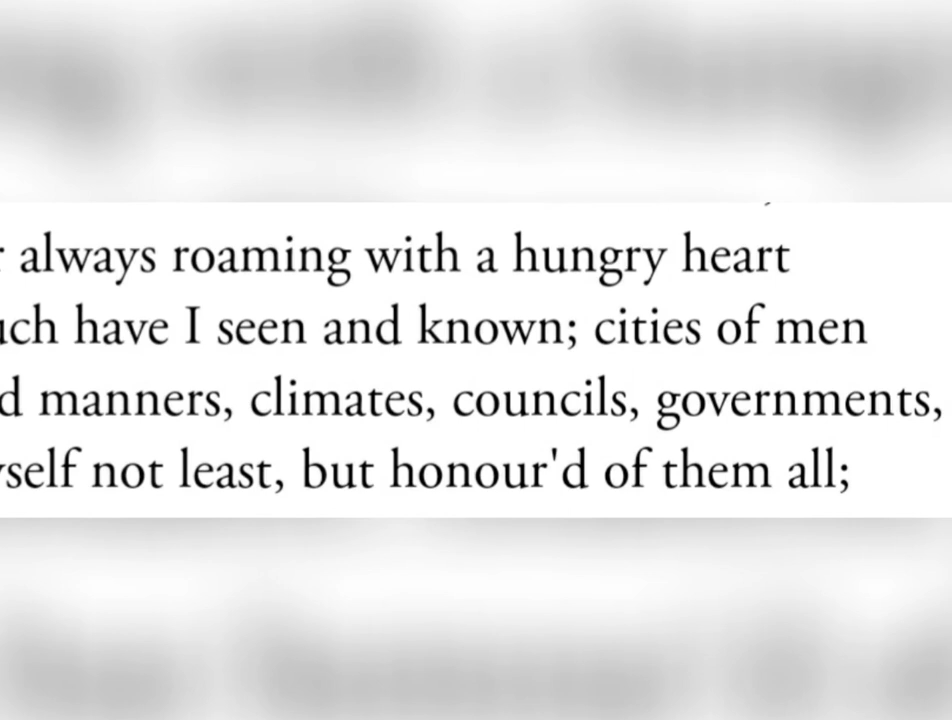 always roaming with a hungry heart
have I seen and known; cities of men
manners, climates, councils, governments,
not least, but honour'd of them all;